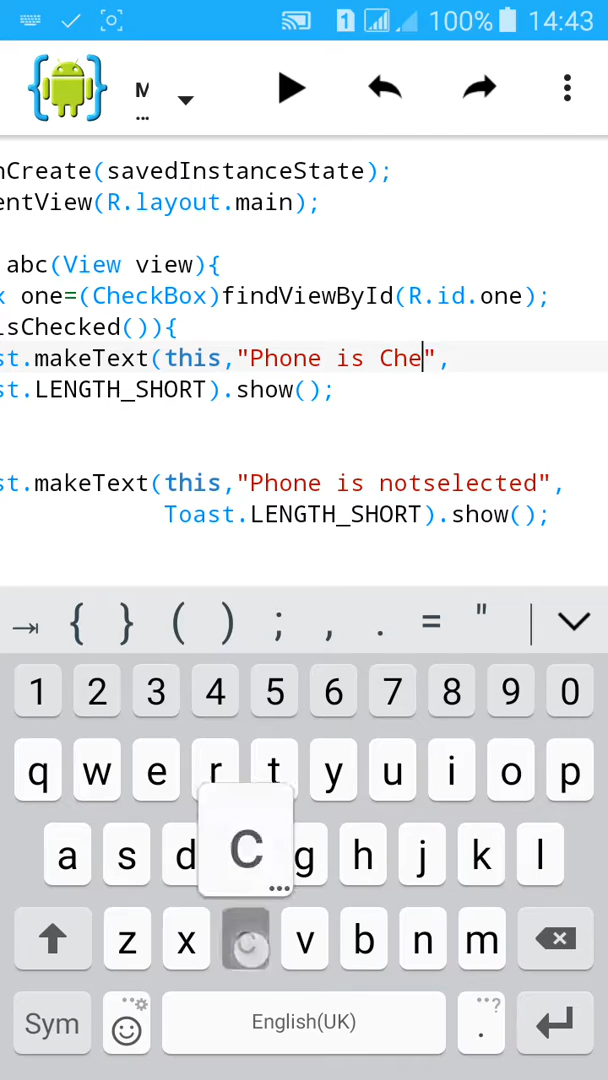 1 100% 14:43
M
...
nCreate(savedInstanceState);
entView(R.layout.main);
abc(View view){
x one=(CheckBox)findViewById(R.id.one);
isChecked()){
st.makeText(this,"Phone is Che",
st.LENGTH_SHORT).show();
st.makeText(this,"Phone is notselected",
Toast.LENGTH_SHORT).show();
{ } ( ) ; , . = " |
1 2 3 4 5 6 7 8 9 0
q w e r t y u i o p
a s d c g h j k l
z x c v b n m
Sym English(UK) . ?